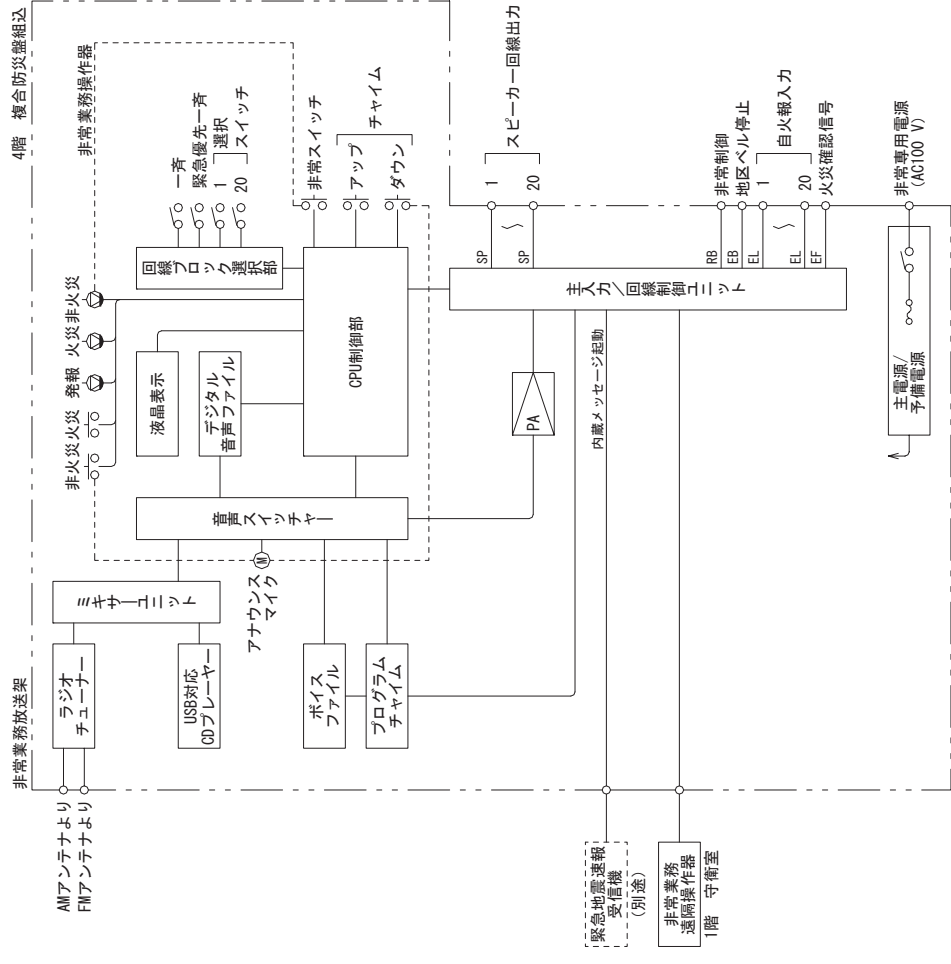 非常業務放送架
4階 複合防災盤組込
AMアンテナより
FMアンテナより
ラジオ
チューナー
USB対応
CDプレーヤー
ミキサーユニット
アナウンス
マイク
M
ボイス
ファイル
プログラム
チャイム
非常業務操作器
非火災
火災
発報
火災
非火災
液晶表示
デジタル
音声ファイル
音声スイッチャー
CPU制御部
回線ブロック選択部
一斉
緊急優先一斉
1
20
選択
スイッチ
非常スイッチ
アップ
ダウン
チャイム
PA
主入力/回線制御ユニット
SP
SP
1
20
スピーカー回線出力
RB
EB
EL
EL
EF
非常制御
地区ベル停止
1
20
自火報入力
火災確認信号
内蔵メッセージ起動
緊急地震速報
受信機
(別途)
非常業務
遠隔操作器
1階 守衛室
主電源/
予備電源
非常専用電源
(AC100 V)